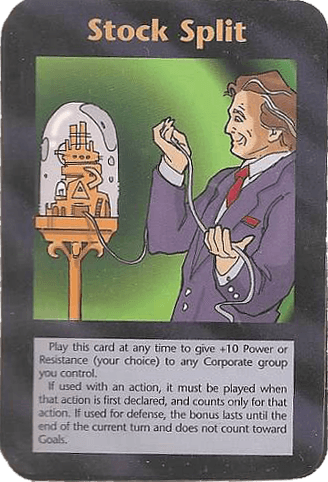 Stock Split
Play this card at any time to give +10 Power or
Resistance (your choice) to any Corporate group
you control.
If used with an action, it must be played when
that action is first declared, and counts only for that
action. If used for defense, the bonus lasts until the
end of the current turn and does not count toward
Goals.